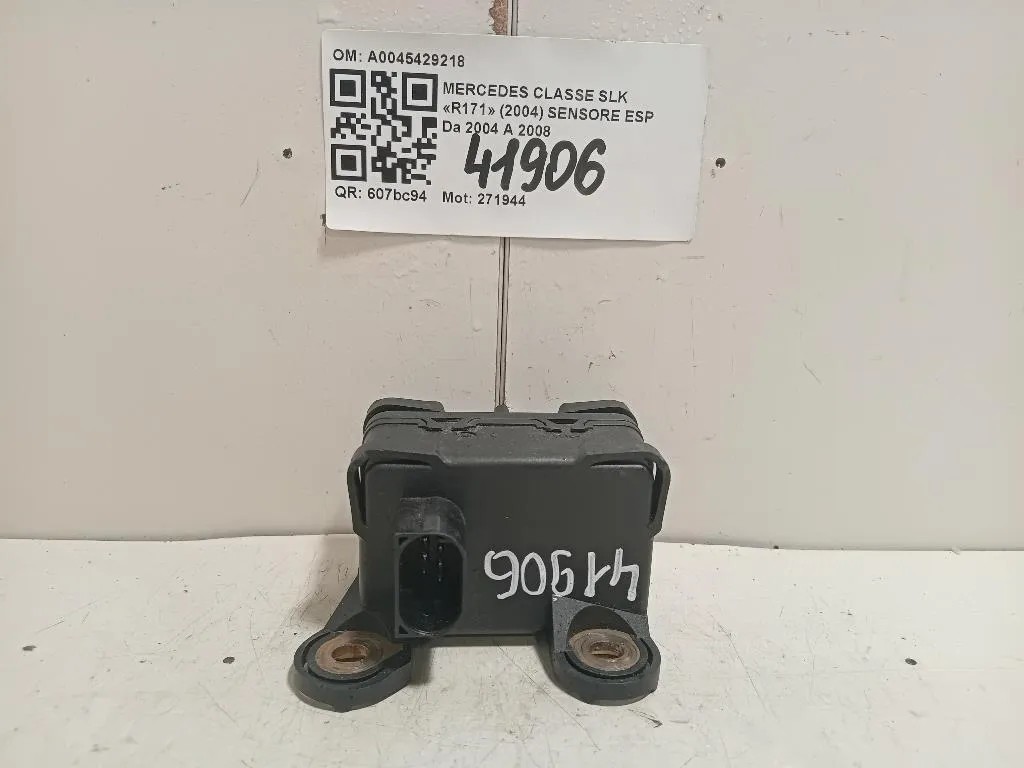 OM: A0045429218
MERCEDES CLASSE SLK
«R171» (2004) SENSORE ESP
Da 2004 A 2008
41906
QR: 607bc94 Mot: 271944
41906